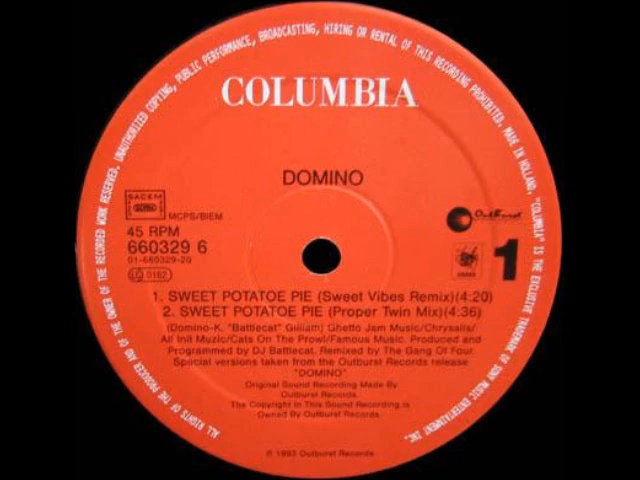 UNAUTHORIZED COPYING, PUBLIC PERFORMANCE, BROADCASTING, HIRING OR RENTAL OF THIS RECORDING PROHIBITED. MADE IN HOLLAND. "COLUMBIA" IS THE EXCLUSIVE TRADEMARK OF SONY MUSIC ENTERTAINMENT INC.
ALL RIGHTS OF THE PRODUCER AND OF THE OWNER OF THE RECORDED WORK RESERVED.
COLUMBIA
DOMINO
SACEM
MCPS/BIEM
OutBurst
45 RPM
660329 6
01-660329-20
LC 0162
1
1. SWEET POTATOE PIE (Sweet Vibes Remix)(4:20)
2. SWEET POTATOE PIE (Proper Twin Mix)(4:36)
(Domino-K. "Battlecat" Gilliam) Ghetto Jam Music/Chrysalis/
All Init Muzic/Cats On The Prowl/Famous Music. Produced and
Programmed by DJ Battlecat. Remixed by The Gang Of Four.
Special versions taken from the Outburst Records release
"DOMINO".
Original Sound Recording Made By
Outburst Records.
The Copyright In This Sound Recording is
Owned By Outburst Records.
℗ 1993 Outburst Records